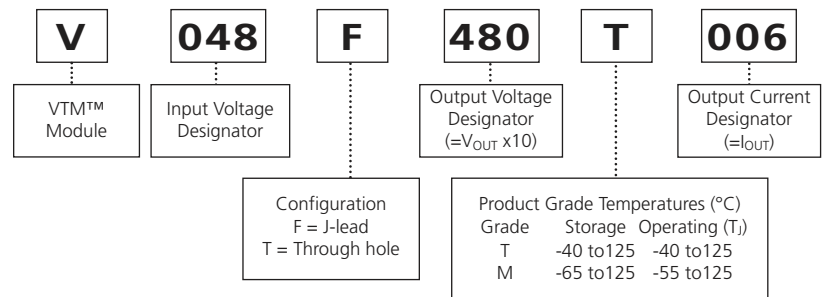 V 048 F 480 T 006
VTM™
Module
Input Voltage
Designator
Output Voltage
Designator
(=VOUT x10)
Output Current
Designator
(=IOUT)
Configuration
F = J-lead
T = Through hole
Product Grade Temperatures (°C)
Grade Storage Operating (TJ)
T -40 to125 -40 to125
M -65 to125 -55 to125